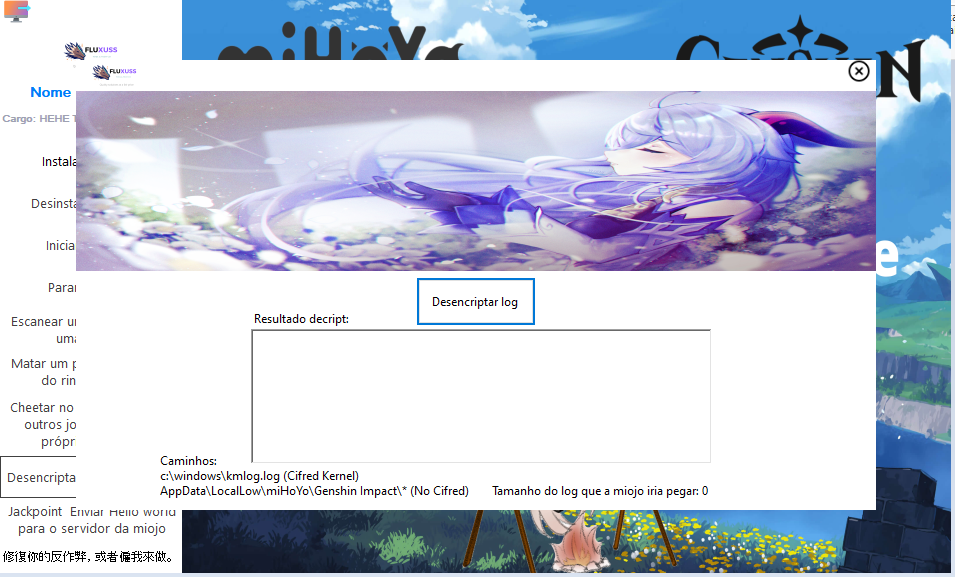 FLUXUSS
miHoYo
FLUXUSS
Nome
Cargo: HEHE
Instala
Desinsta
Inicia
Para
Escanear u
uma
Matar um
do rin
Cheetar no
outros jo
própr
Desencripta
Jackpoint Enviar Hello world
para o servidor da miojo
修復你的反作弊，或者僱我來做。
Desencriptar log
Resultado decript:
Caminhos:
c:\windows\kmlog.log (Cifred Kernel)
AppData\LocalLow\miHoYo\Genshin Impact\* (No Cifred)
Tamanho do log que a miojo iria pegar: 0
e